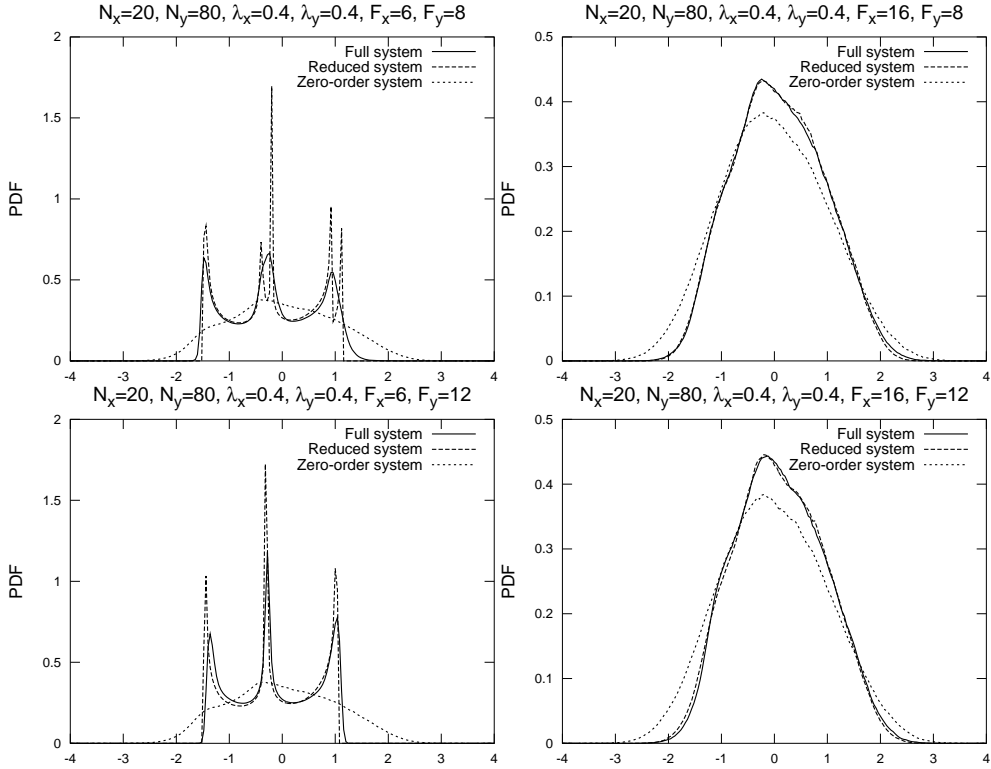 N_x=20, N_y=80, λ_x=0.4, λ_y=0.4, F_x=6, F_y=8
2
1.5
1
0.5
0
PDF
Full system
Reduced system
Zero-order system
-4 -3 -2 -1 0 1 2 3 4
N_x=20, N_y=80, λ_x=0.4, λ_y=0.4, F_x=16, F_y=8
0.5
0.4
0.3
0.2
0.1
0
PDF
Full system
Reduced system
Zero-order system
-4 -3 -2 -1 0 1 2 3 4
N_x=20, N_y=80, λ_x=0.4, λ_y=0.4, F_x=6, F_y=12
2
1.5
1
0.5
0
PDF
Full system
Reduced system
Zero-order system
-4 -3 -2 -1 0 1 2 3 4
N_x=20, N_y=80, λ_x=0.4, λ_y=0.4, F_x=16, F_y=12
0.5
0.4
0.3
0.2
0.1
0
PDF
Full system
Reduced system
Zero-order system
-4 -3 -2 -1 0 1 2 3 4